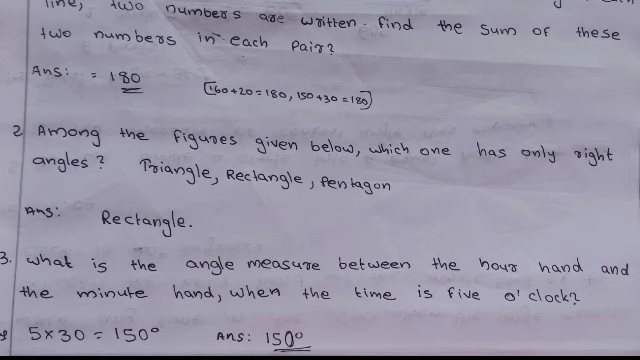 line, two numbers are written. find the sum of these
two numbers in each pair?
Ans: = 180 [160+20=180, 150+30=180]
2 Among the figures given below, which one has only right
angles? Triangle, Rectangle, Pentagon
Ans: Rectangle.
3. what is the angle measure between the hour hand and
the minute hand, when the time is five o'clock?
5×30 = 150° Ans: 150°